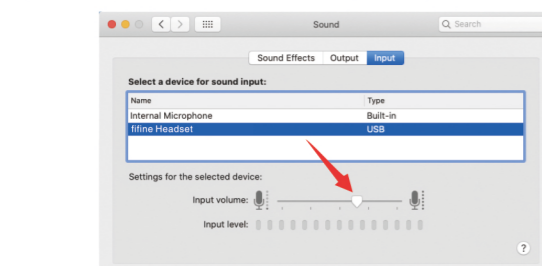 Sound
Search
Sound Effects Output Input
Select a device for sound input:
Name Type
Internal Microphone Built-in
fifine Headset USB
Settings for the selected device:
Input volume:
Input level:
?